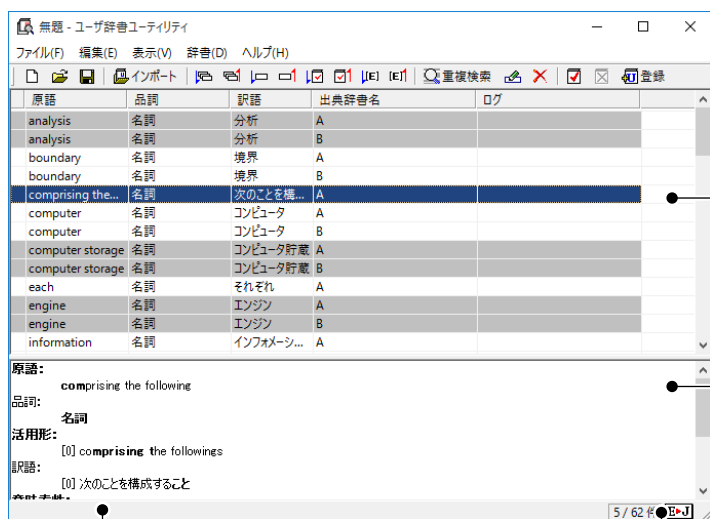 無題 - ユーザ辞書ユーティリティ
ファイル(F) 編集(E) 表示(V) 辞書(D) ヘルプ(H)
インポート 重複検索 登録
原語 品詞 訳語 出典辞書名 ログ
analysis 名詞 分析 A
analysis 名詞 分析 B
boundary 名詞 境界 A
boundary 名詞 境界 B
comprising the... 名詞 次のことを構... A
computer 名詞 コンピュータ A
computer 名詞 コンピュータ B
computer storage 名詞 コンピュータ貯蔵 A
computer storage 名詞 コンピュータ貯蔵 B
each 名詞 それぞれ A
engine 名詞 エンジン A
engine 名詞 エンジン B
information 名詞 インフォメーシ... A
原語:
comprising the following
品詞:
名詞
活用形:
[0] comprising the followings
訳語:
[0] 次のことを構成すること
5 / 62 E▸J